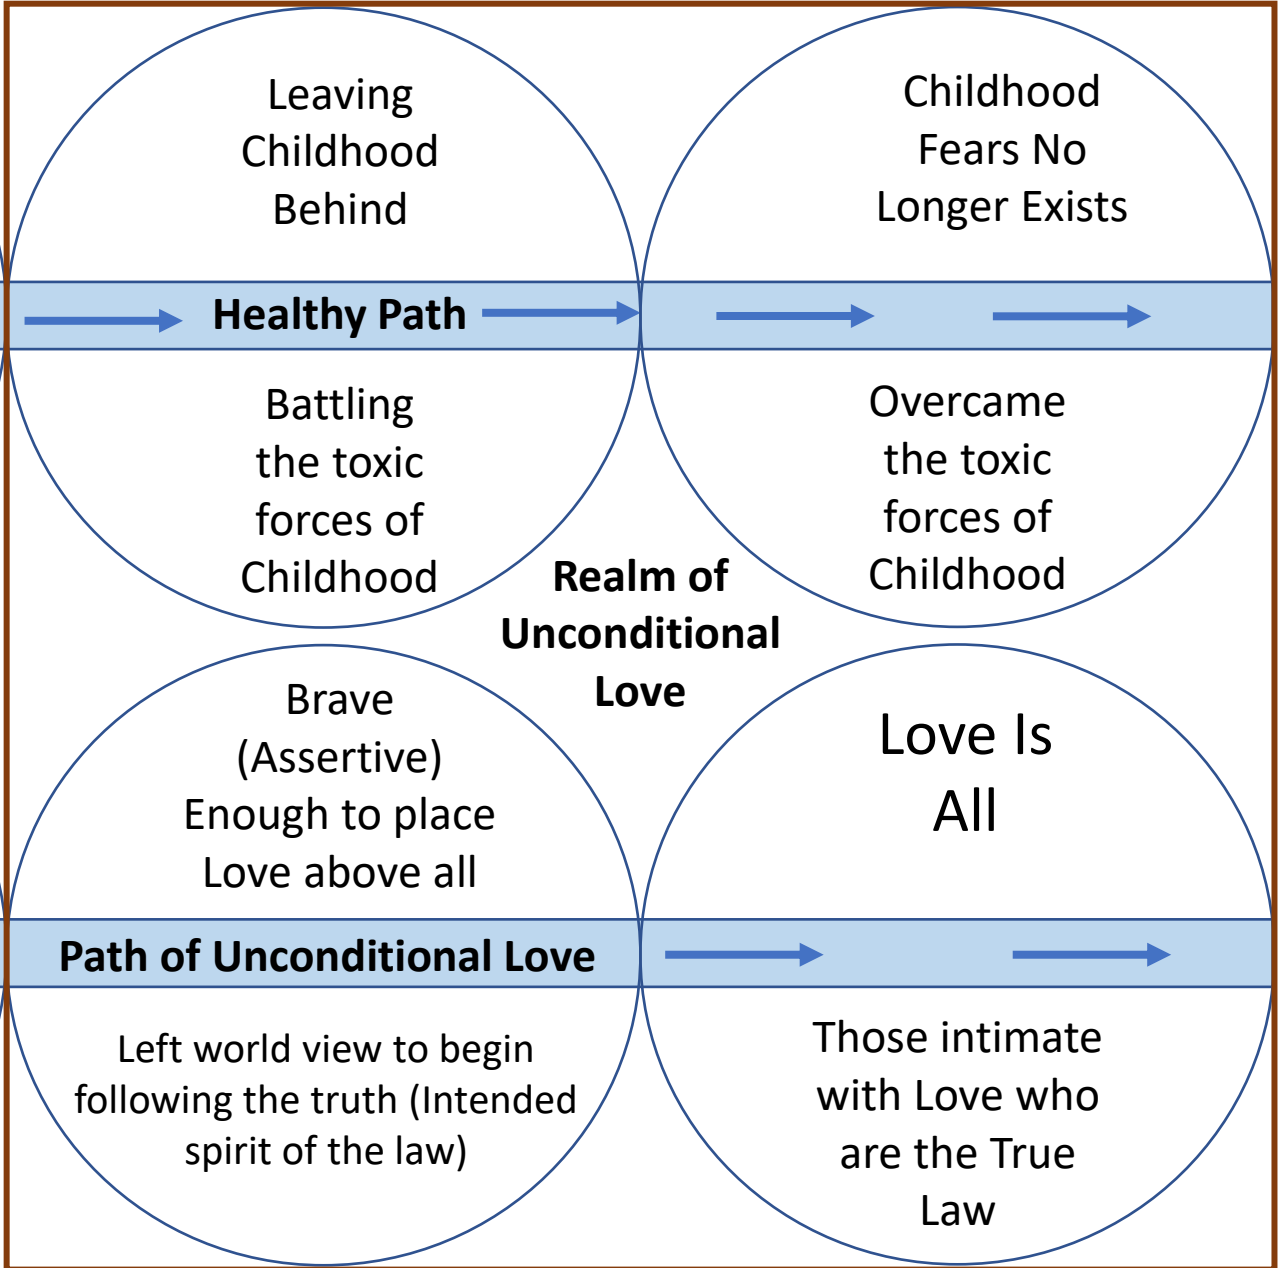 Leaving
Childhood
Behind
Childhood
Fears No
Longer Exists
Healthy Path
Battling
the toxic
forces of
Childhood
Overcame
the toxic
forces of
Childhood
Realm of
Unconditional
Love
Brave
(Assertive)
Enough to place
Love above all
Love Is
All
Path of Unconditional Love
Left world view to begin
following the truth (Intended
spirit of the law)
Those intimate
with Love who
are the True
Law